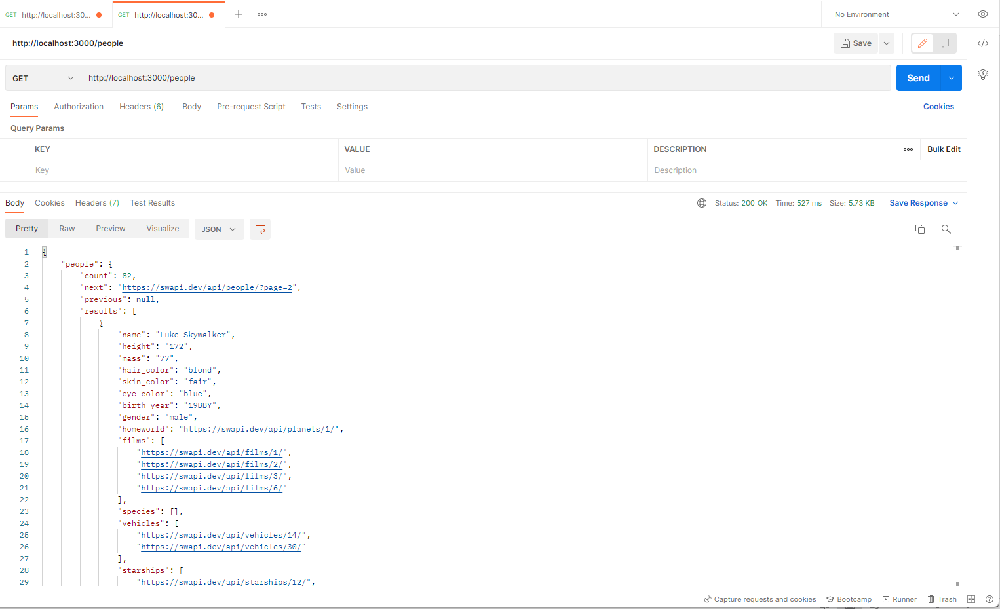 GET http://localhost:30... GET http://localhost:30... No Environment
http://localhost:3000/people Save
GET http://localhost:3000/people Send
Params Authorization Headers (6) Body Pre-request Script Tests Settings Cookies
Query Params
KEY VALUE DESCRIPTION Bulk Edit
Key Value Description
Body Cookies Headers (7) Test Results Status: 200 OK Time: 527 ms Size: 5.73 KB Save Response
Pretty Raw Preview Visualize JSON
1 {
2 "people": {
3 "count": 82,
4 "next": "https://swapi.dev/api/people/?page=2",
5 "previous": null,
6 "results": [
7 {
8 "name": "Luke Skywalker",
9 "height": "172",
10 "mass": "77",
11 "hair_color": "blond",
12 "skin_color": "fair",
13 "eye_color": "blue",
14 "birth_year": "19BBY",
15 "gender": "male",
16 "homeworld": "https://swapi.dev/api/planets/1/",
17 "films": [
18 "https://swapi.dev/api/films/1/",
19 "https://swapi.dev/api/films/2/",
20 "https://swapi.dev/api/films/3/",
21 "https://swapi.dev/api/films/6/"
22 ],
23 "species": [],
24 "vehicles": [
25 "https://swapi.dev/api/vehicles/14/",
26 "https://swapi.dev/api/vehicles/30/"
27 ],
28 "starships": [
29 "https://swapi.dev/api/starships/12/",
Capture requests and cookies Bootcamp Runner Trash